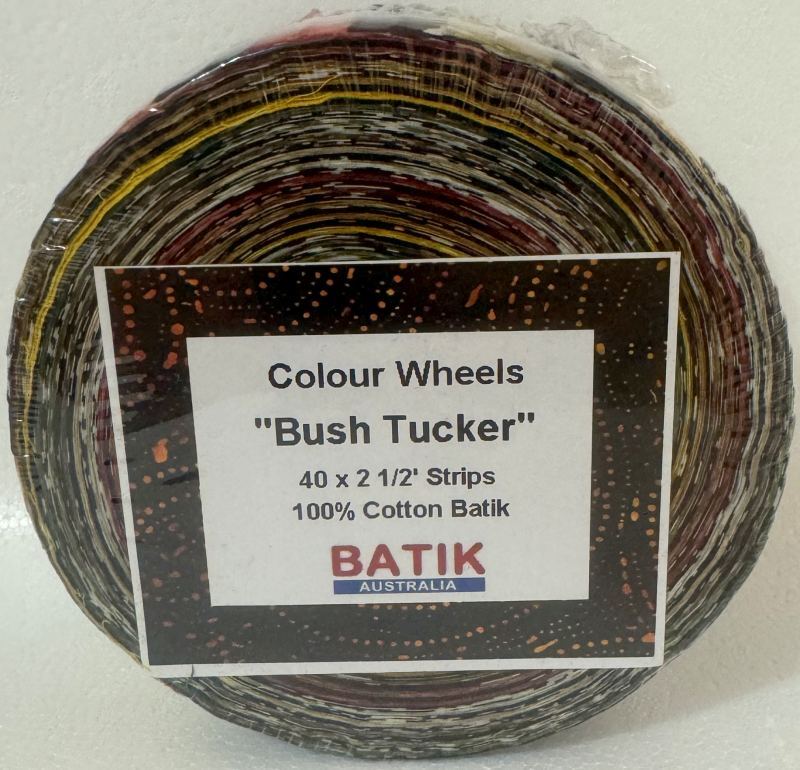 Colour Wheels
"Bush Tucker"
40 x 2 1/2' Strips
100% Cotton Batik
BATIK
AUSTRALIA